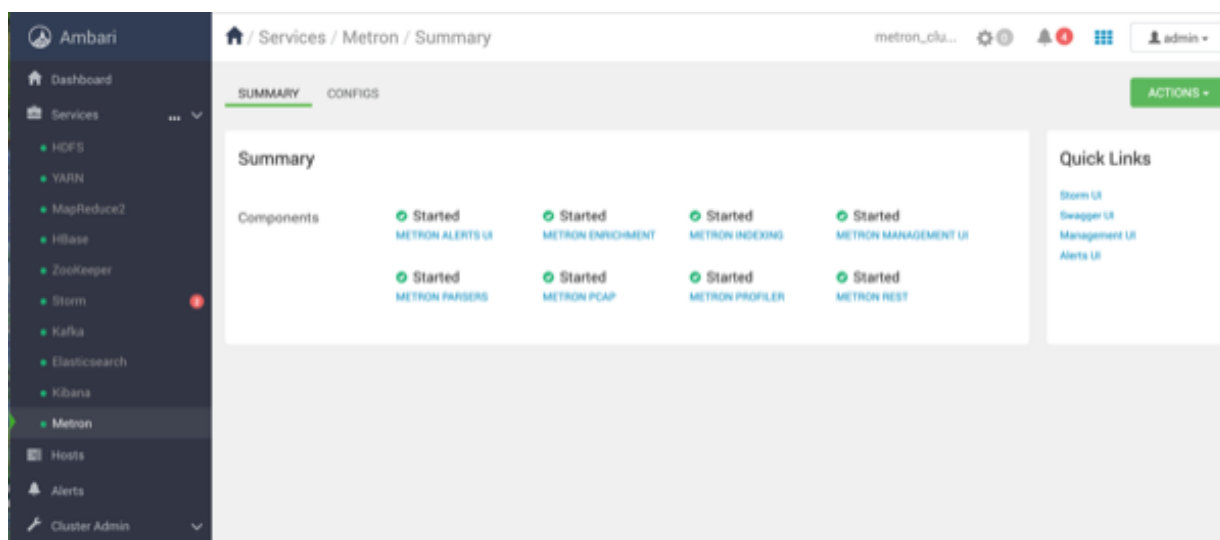 Ambari
/ Services / Metron / Summary
metron_clu...
0
4
admin
Dashboard
Services ...
HDFS
YARN
MapReduce2
HBase
ZooKeeper
Storm
Kafka
Elasticsearch
Kibana
Metron
Hosts
Alerts
Cluster Admin
SUMMARY CONFIGS
ACTIONS
Summary
Components
Started Started Started Started
METRON ALERTS UI METRON ENRICHMENT METRON INDEXING METRON MANAGEMENT UI
Started Started Started Started
METRON PARSERS METRON PCAP METRON PROFILER METRON REST
Quick Links
Storm UI
Swagger UI
Management UI
Alerts UI